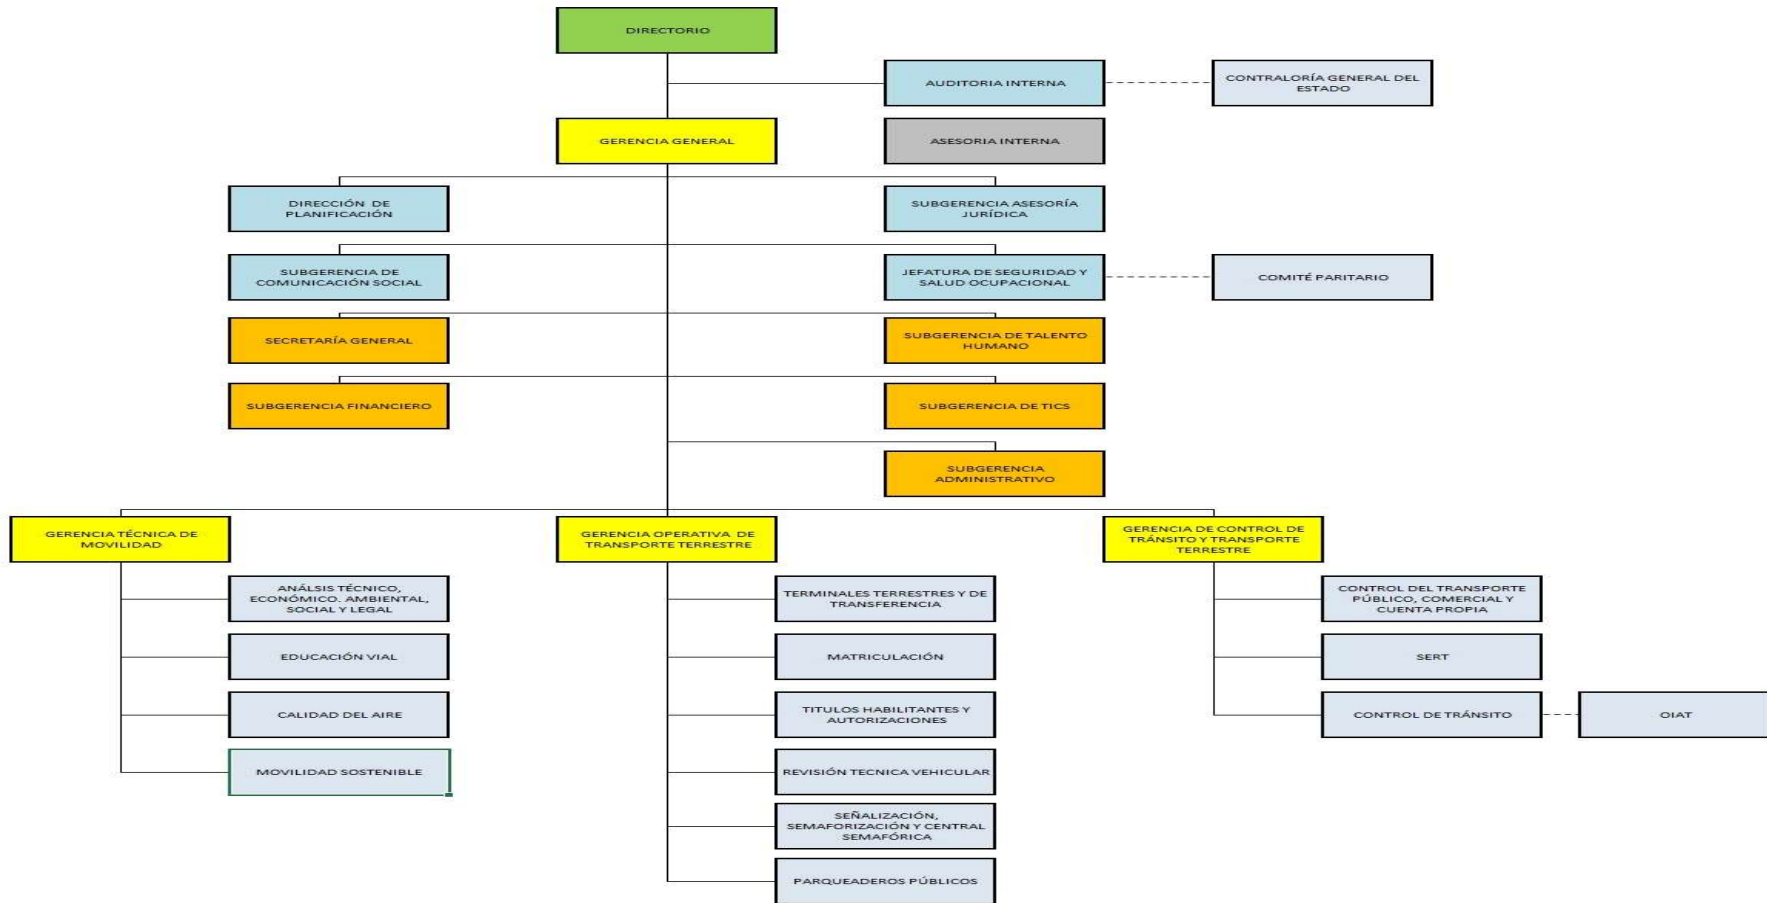 DIRECTORIO
AUDITORIA INTERNA
CONTRALORÍA GENERAL DEL
ESTADO
GERENCIA GENERAL
ASESORIA INTERNA
DIRECCIÓN DE
PLANIFICACIÓN
SUBGERENCIA ASESORÍA
JURÍDICA
SUBGERENCIA DE
COMUNICACIÓN SOCIAL
JEFATURA DE SEGURIDAD Y
SALUD OCUPACIONAL
COMITÉ PARITARIO
SECRETARÍA GENERAL
SUBGERENCIA DE TALENTO
HUMANO
SUBGERENCIA FINANCIERO
SUBGERENCIA DE TICS
SUBGERENCIA
ADMINISTRATIVO
GERENCIA TÉCNICA DE
MOVILIDAD
GERENCIA OPERATIVA DE
TRANSPORTE TERRESTRE
GERENCIA DE CONTROL DE
TRÁNSITO Y TRANSPORTE
TERRESTRE
ANÁLSIS TÉCNICO,
ECONÓMICO. AMBIENTAL,
SOCIAL Y LEGAL
TERMINALES TERRESTRES Y DE
TRANSFERENCIA
CONTROL DEL TRANSPORTE
PÚBLICO, COMERCIAL Y
CUENTA PROPIA
EDUCACIÓN VIAL
MATRICULACIÓN
SERT
CALIDAD DEL AIRE
TITULOS HABILITANTES Y
AUTORIZACIONES
CONTROL DE TRÁNSITO
OIAT
MOVILIDAD SOSTENIBLE
REVISIÓN TECNICA VEHICULAR
SEÑALIZACIÓN,
SEMAFORIZACIÓN Y CENTRAL
SEMAFÓRICA
PARQUEADEROS PÚBLICOS